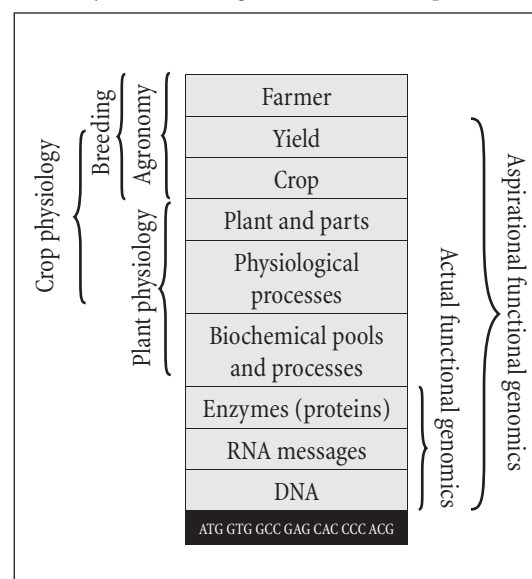 Farmer
Yield
Crop
Plant and parts
Physiological
processes
Biochemical pools
and processes
Enzymes (proteins)
RNA messages
DNA
ATG GTG GCC GAG CAC CCC ACG
Crop physiology
Breeding
Agronomy
Plant physiology
Actual functional genomics
Aspirational functional genomics